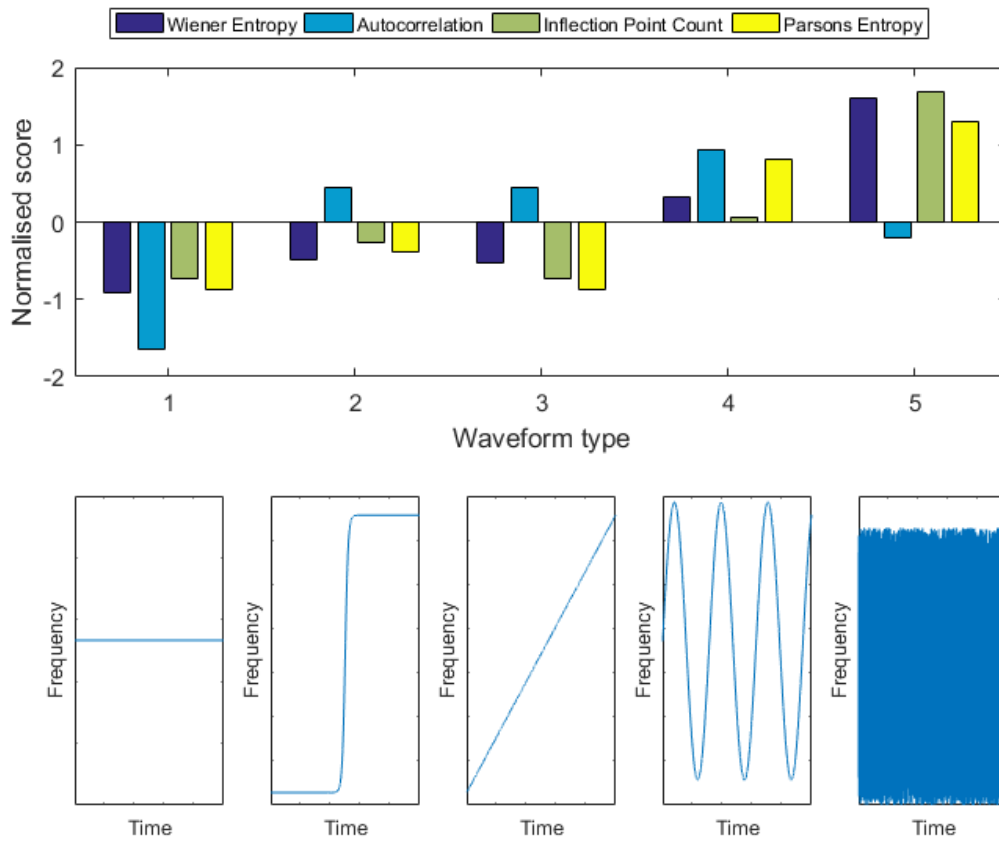 Wiener Entropy Autocorrelation Inflection Point Count Parsons Entropy
2
1
0
-1
-2
Normalised score
1 2 3 4 5
Waveform type
Frequency Frequency Frequency Frequency Frequency
Time Time Time Time Time